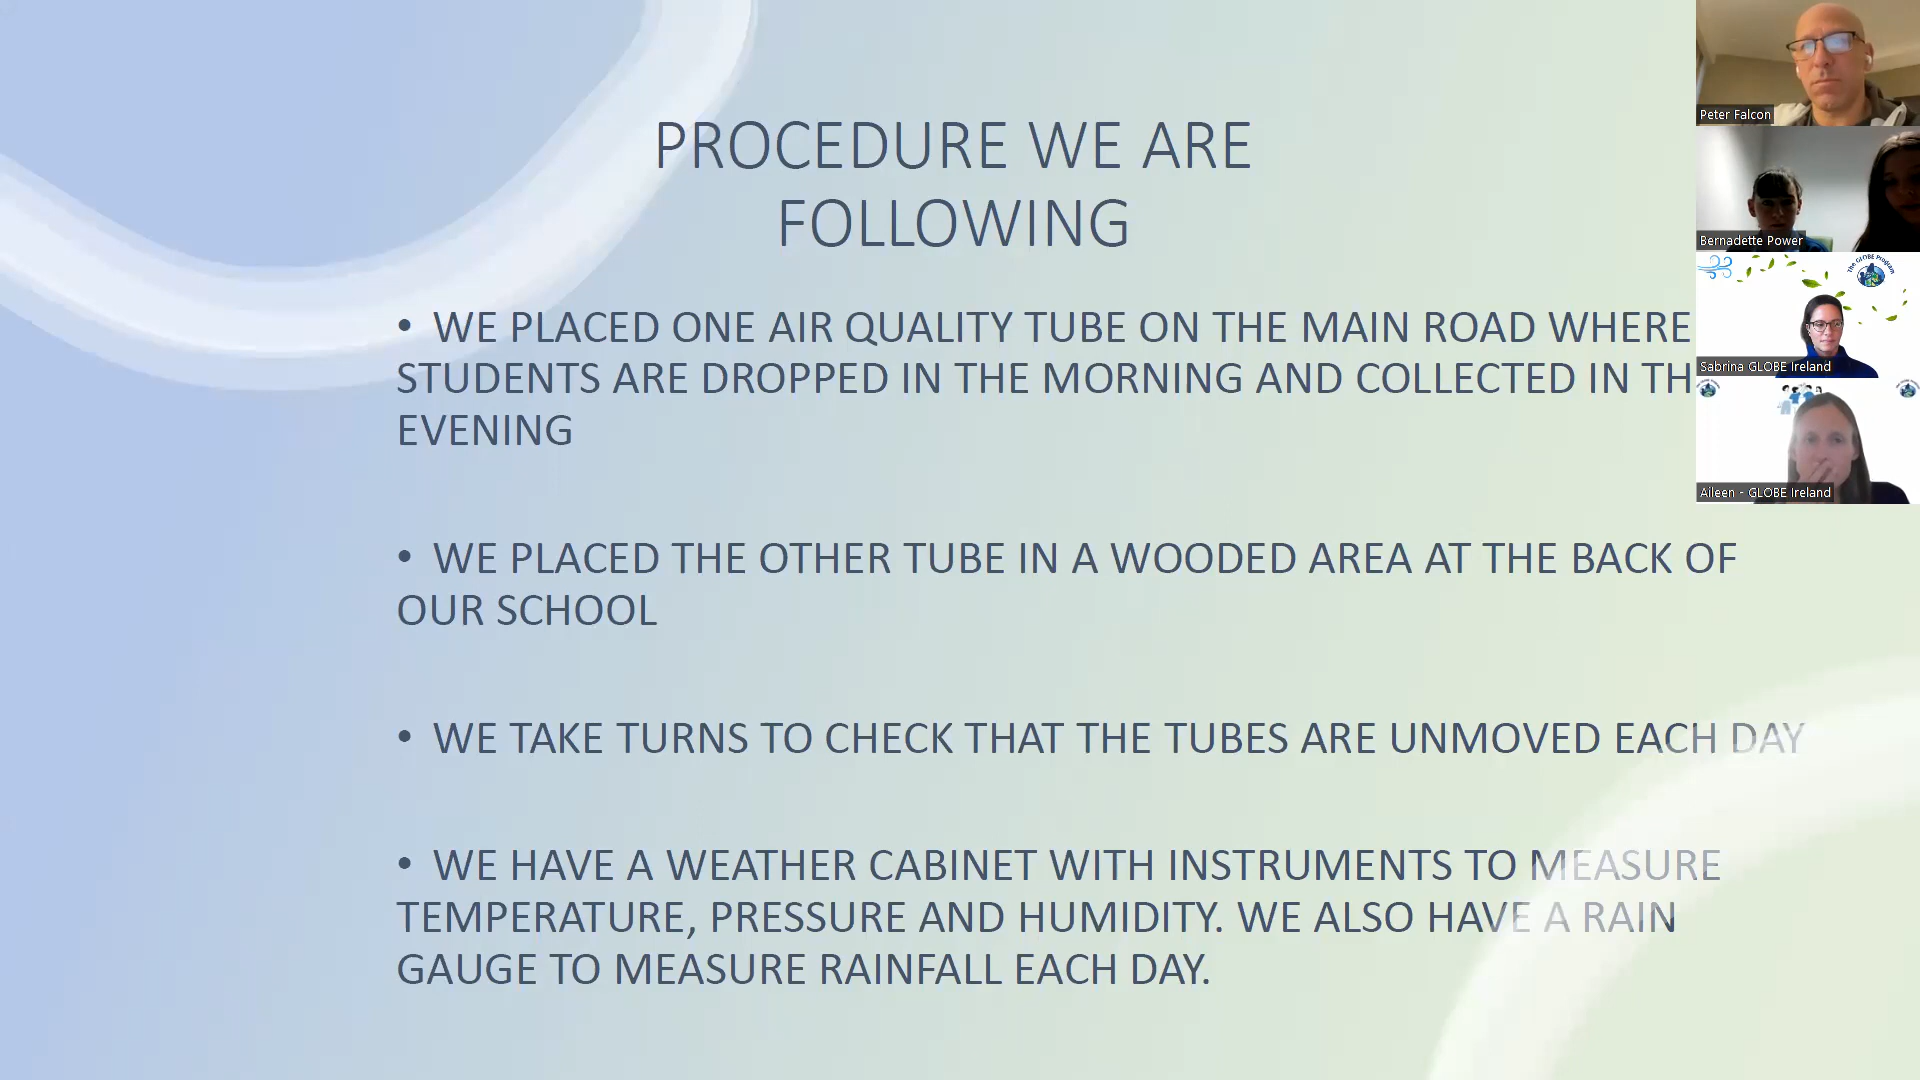 PROCEDURE WE ARE
FOLLOWING
• WE PLACED ONE AIR QUALITY TUBE ON THE MAIN ROAD WHERE
STUDENTS ARE DROPPED IN THE MORNING AND COLLECTED IN TH
EVENING
• WE PLACED THE OTHER TUBE IN A WOODED AREA AT THE BACK OF
OUR SCHOOL
• WE TAKE TURNS TO CHECK THAT THE TUBES ARE UNMOVED EACH DAY
• WE HAVE A WEATHER CABINET WITH INSTRUMENTS TO MEASURE
TEMPERATURE, PRESSURE AND HUMIDITY. WE ALSO HAVE A RAIN
GAUGE TO MEASURE RAINFALL EACH DAY.
Peter Falcon
Bernadette Power
The GLOBE Program
Sabrina GLOBE Ireland
Aileen - GLOBE Ireland